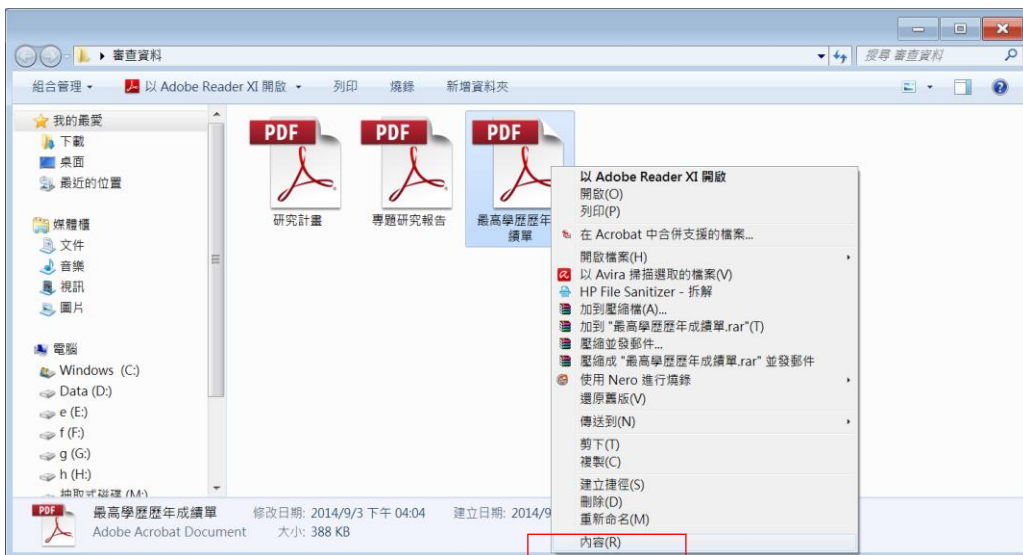 審查資料
搜尋 審查資料
組合管理
以 Adobe Reader XI 開啟
列印
燒錄
新增資料夾
我的最愛
下載
桌面
最近的位置
媒體櫃
文件
音樂
視訊
圖片
電腦
Windows (C:)
Data (D:)
e (E:)
f (F:)
g (G:)
h (H:)
抽取式磁碟 (M:)
PDF
研究計畫
PDF
專題研究報告
PDF
最高學歷歷年
績單
以 Adobe Reader XI 開啟
開啟(O)
列印(P)
在 Acrobat 中合併支援的檔案...
開啟檔案(H)
以 Avira 掃描選取的檔案(V)
HP File Sanitizer - 拆解
加到壓縮檔(A)...
加到 "最高學歷歷年成績單.rar"(T)
壓縮並發郵件...
壓縮成 "最高學歷歷年成績單.rar" 並發郵件
使用 Nero 進行燒錄
還原舊版(V)
傳送到(N)
剪下(T)
複製(C)
建立捷徑(S)
刪除(D)
重新命名(M)
內容(R)
PDF
最高學歷歷年成績單 修改日期: 2014/9/3 下午 04:04 建立日期: 2014/9
Adobe Acrobat Document 大小: 388 KB